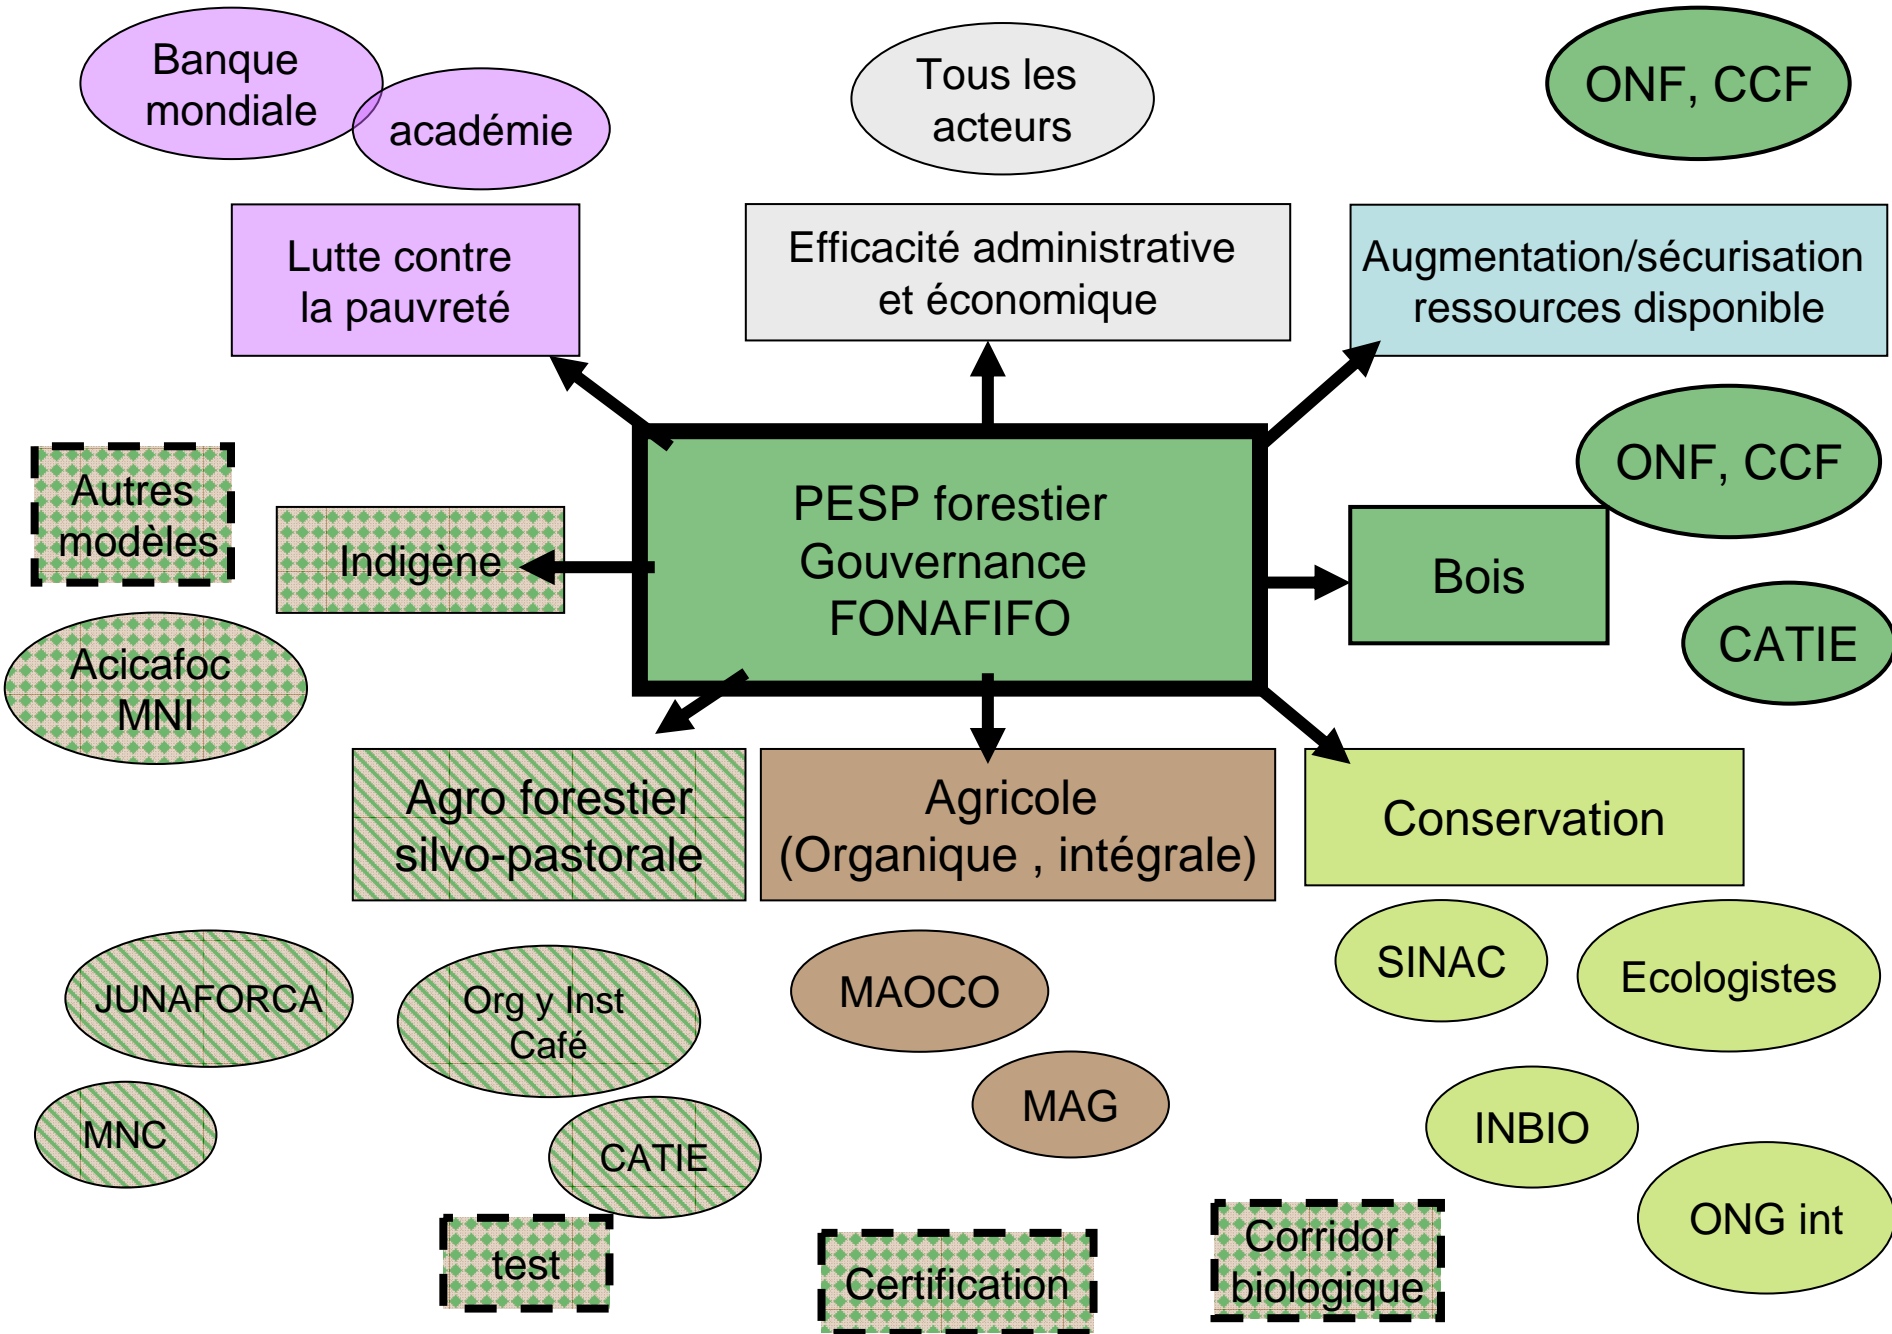 Banque
mondiale
académie
Tous les
acteurs
ONF, CCF
Lutte contre
la pauvreté
Efficacité administrative
et économique
Augmentation/sécurisation
ressources disponible
Autres
modèles
Indigène
PESP forestier
Gouvernance
FONAFIFO
ONF, CCF
Bois
CATIE
Acicafoc
MNI
Agro forestier
silvo-pastorale
Agricole
(Organique , intégrale)
Conservation
JUNAFORCA
Org y Inst
Café
MAOCO
SINAC
Ecologistes
MNC
CATIE
MAG
INBIO
ONG int
test
Certification
Corridor
biologique